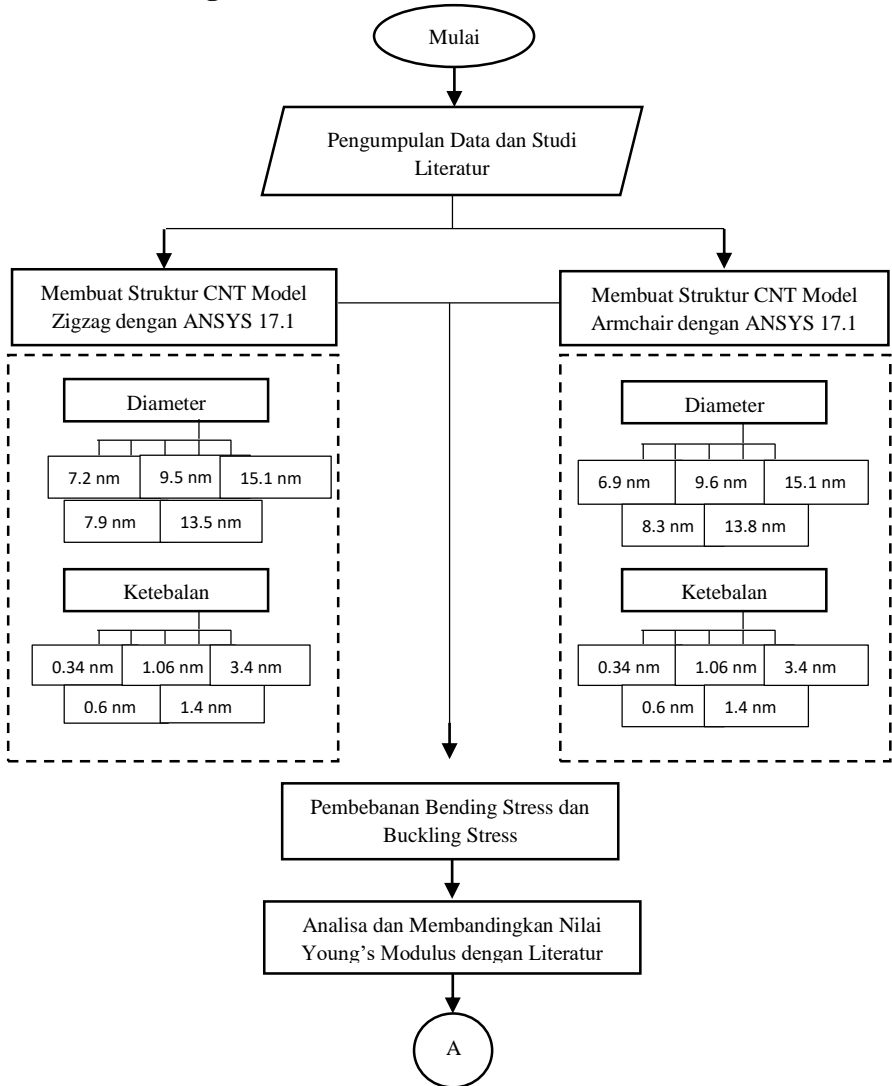 Mulai
Pengumpulan Data dan Studi
Literatur
Membuat Struktur CNT Model
Zigzag dengan ANSYS 17.1
Diameter
7.2 nm
9.5 nm
15.1 nm
7.9 nm
13.5 nm
Ketebalan
0.34 nm
1.06 nm
3.4 nm
0.6 nm
1.4 nm
Membuat Struktur CNT Model
Armchair dengan ANSYS 17.1
Diameter
6.9 nm
9.6 nm
15.1 nm
8.3 nm
13.8 nm
Ketebalan
0.34 nm
1.06 nm
3.4 nm
0.6 nm
1.4 nm
Pembebanan Bending Stress dan
Buckling Stress
Analisa dan Membandingkan Nilai
Young’s Modulus dengan Literatur
A